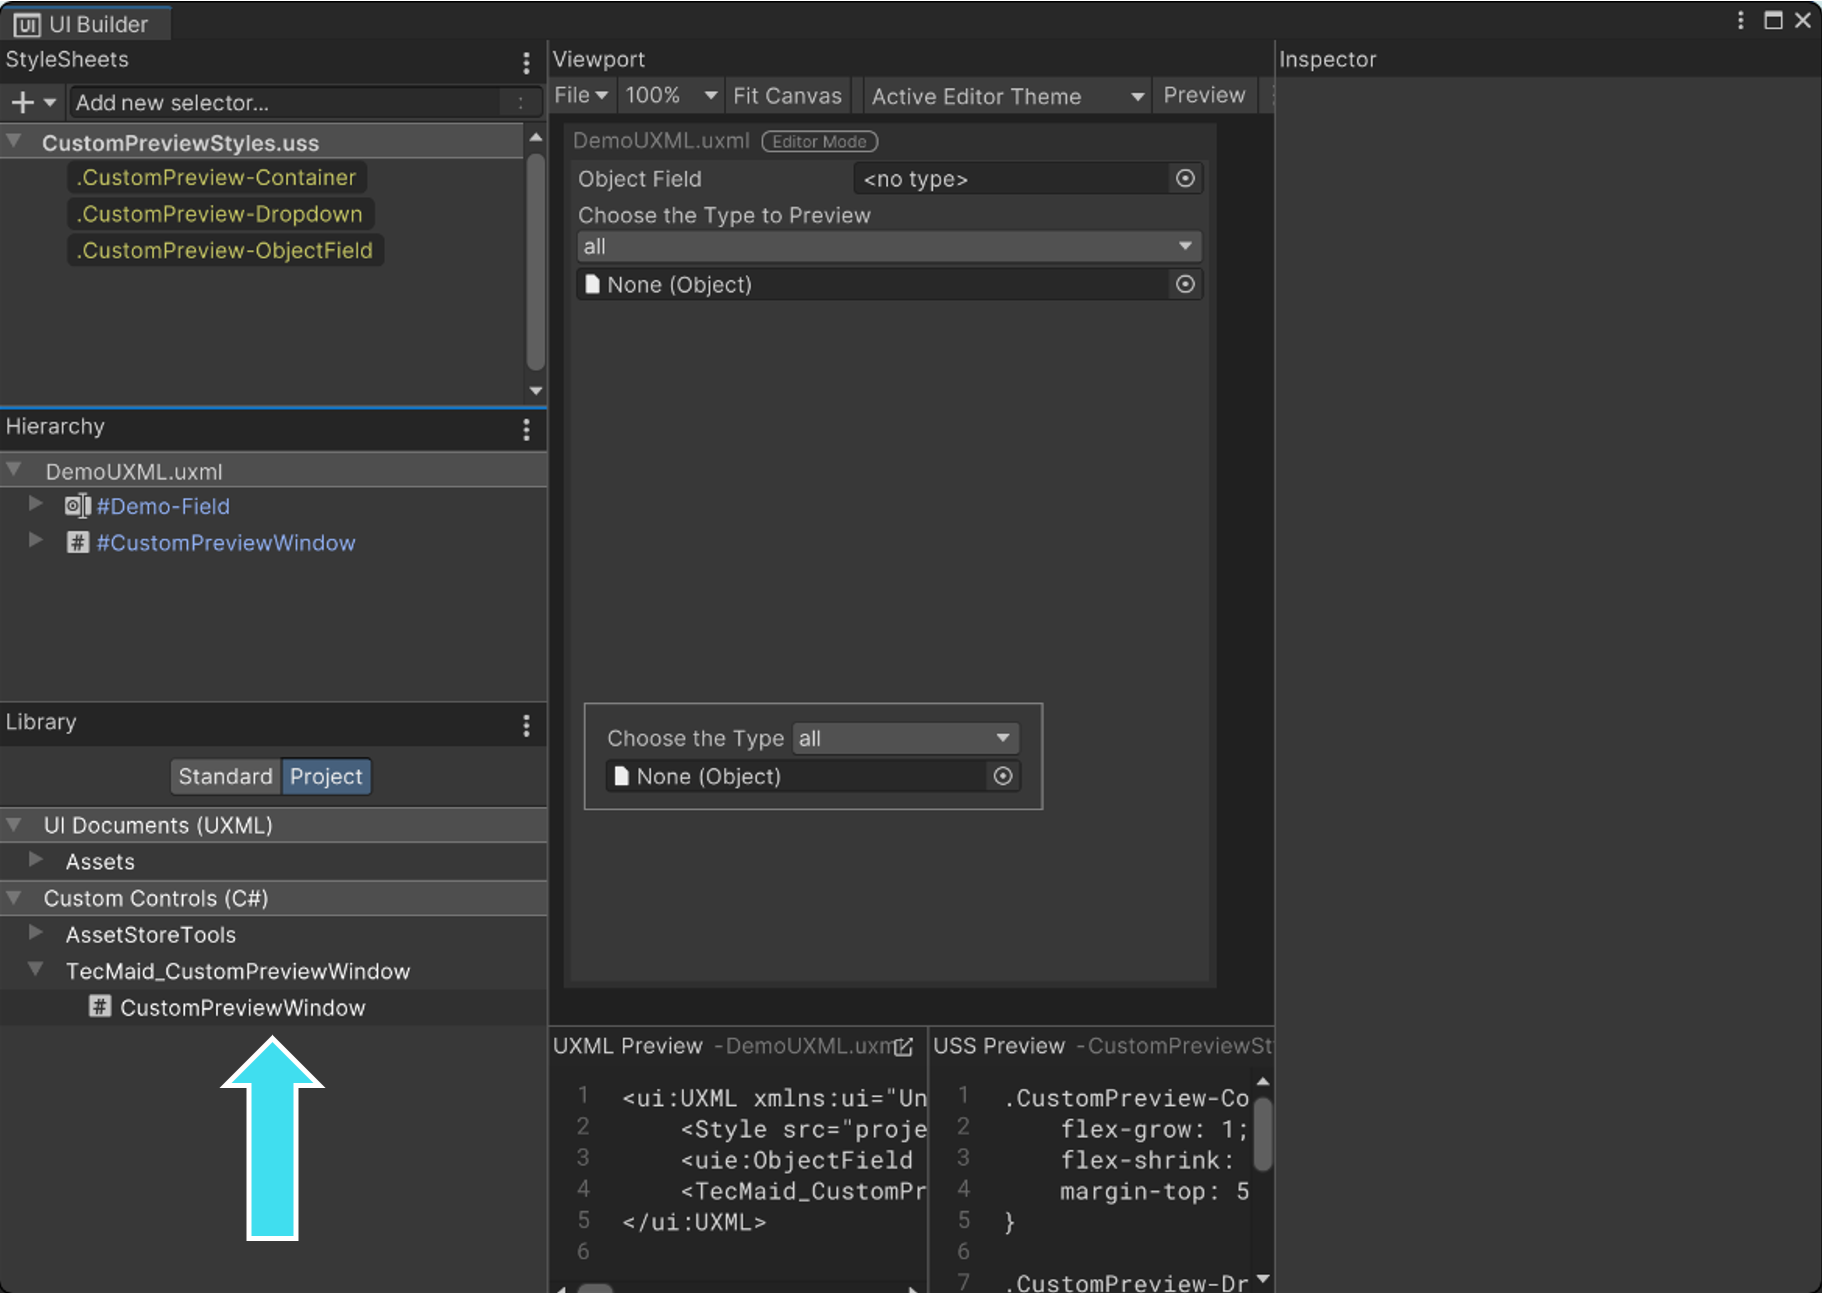 UI Builder
StyleSheets
Add new selector...
CustomPreviewStyles.uss
.CustomPreview-Container
.CustomPreview-Dropdown
.CustomPreview-ObjectField
Hierarchy
DemoUXML.uxml
#Demo-Field
# #CustomPreviewWindow
Library
Standard Project
UI Documents (UXML)
Assets
Custom Controls (C#)
AssetStoreTools
TecMaid_CustomPreviewWindow
# CustomPreviewWindow
Viewport
File 100% Fit Canvas Active Editor Theme Preview
DemoUXML.uxml Editor Mode
Object Field <no type>
Choose the Type to Preview
all
None (Object)
Choose the Type all
None (Object)
UXML Preview -DemoUXML.uxm
1 <ui:UXML xmlns:ui="Un
2 <Style src="proje
3 <uie:ObjectField
4 <TecMaid_CustomPr
5 </ui:UXML>
6
USS Preview -CustomPreviewSt
1 .CustomPreview-Co
2 flex-grow: 1;
3 flex-shrink:
4 margin-top: 5
5 }
6
7 .CustomPreview-Dr
Inspector